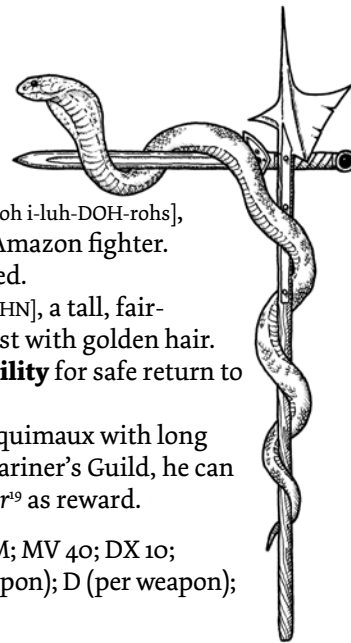 oh i-luh-DOH-rohs],
Amazon fighter.
ed.
HN], a tall, fair-
st with golden hair.
ility for safe return to
quimaux with long
ariner's Guild, he can
r¹⁹ as reward.
M; MV 40; DX 10;
pon); D (per weapon);